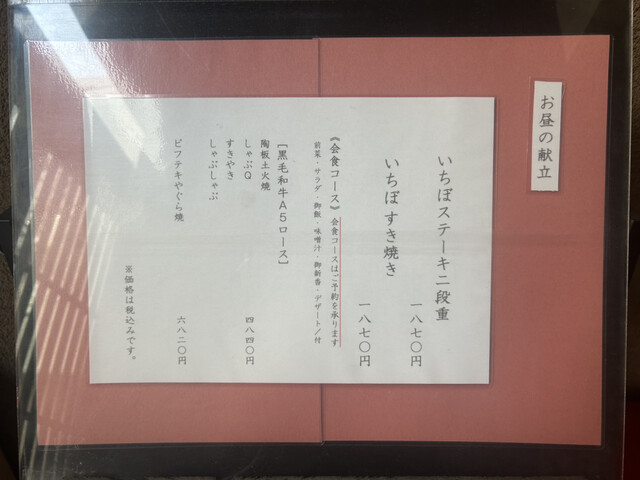 お昼の献立
いちぼステーキ二段重
一八七〇円
いちぼすき焼き
一八七〇円
《会食コース》会食コースはご予約を承ります
前菜・サラダ・御飯・味噌汁・御新香・デザート／付
［黒毛和牛Ａ５ロース］
陶板土火焼
しゃぶＱ
四八四〇円
すきやき
しゃぶしゃぶ
ビフテキやぐら焼
六八二〇円
※価格は税込みです。